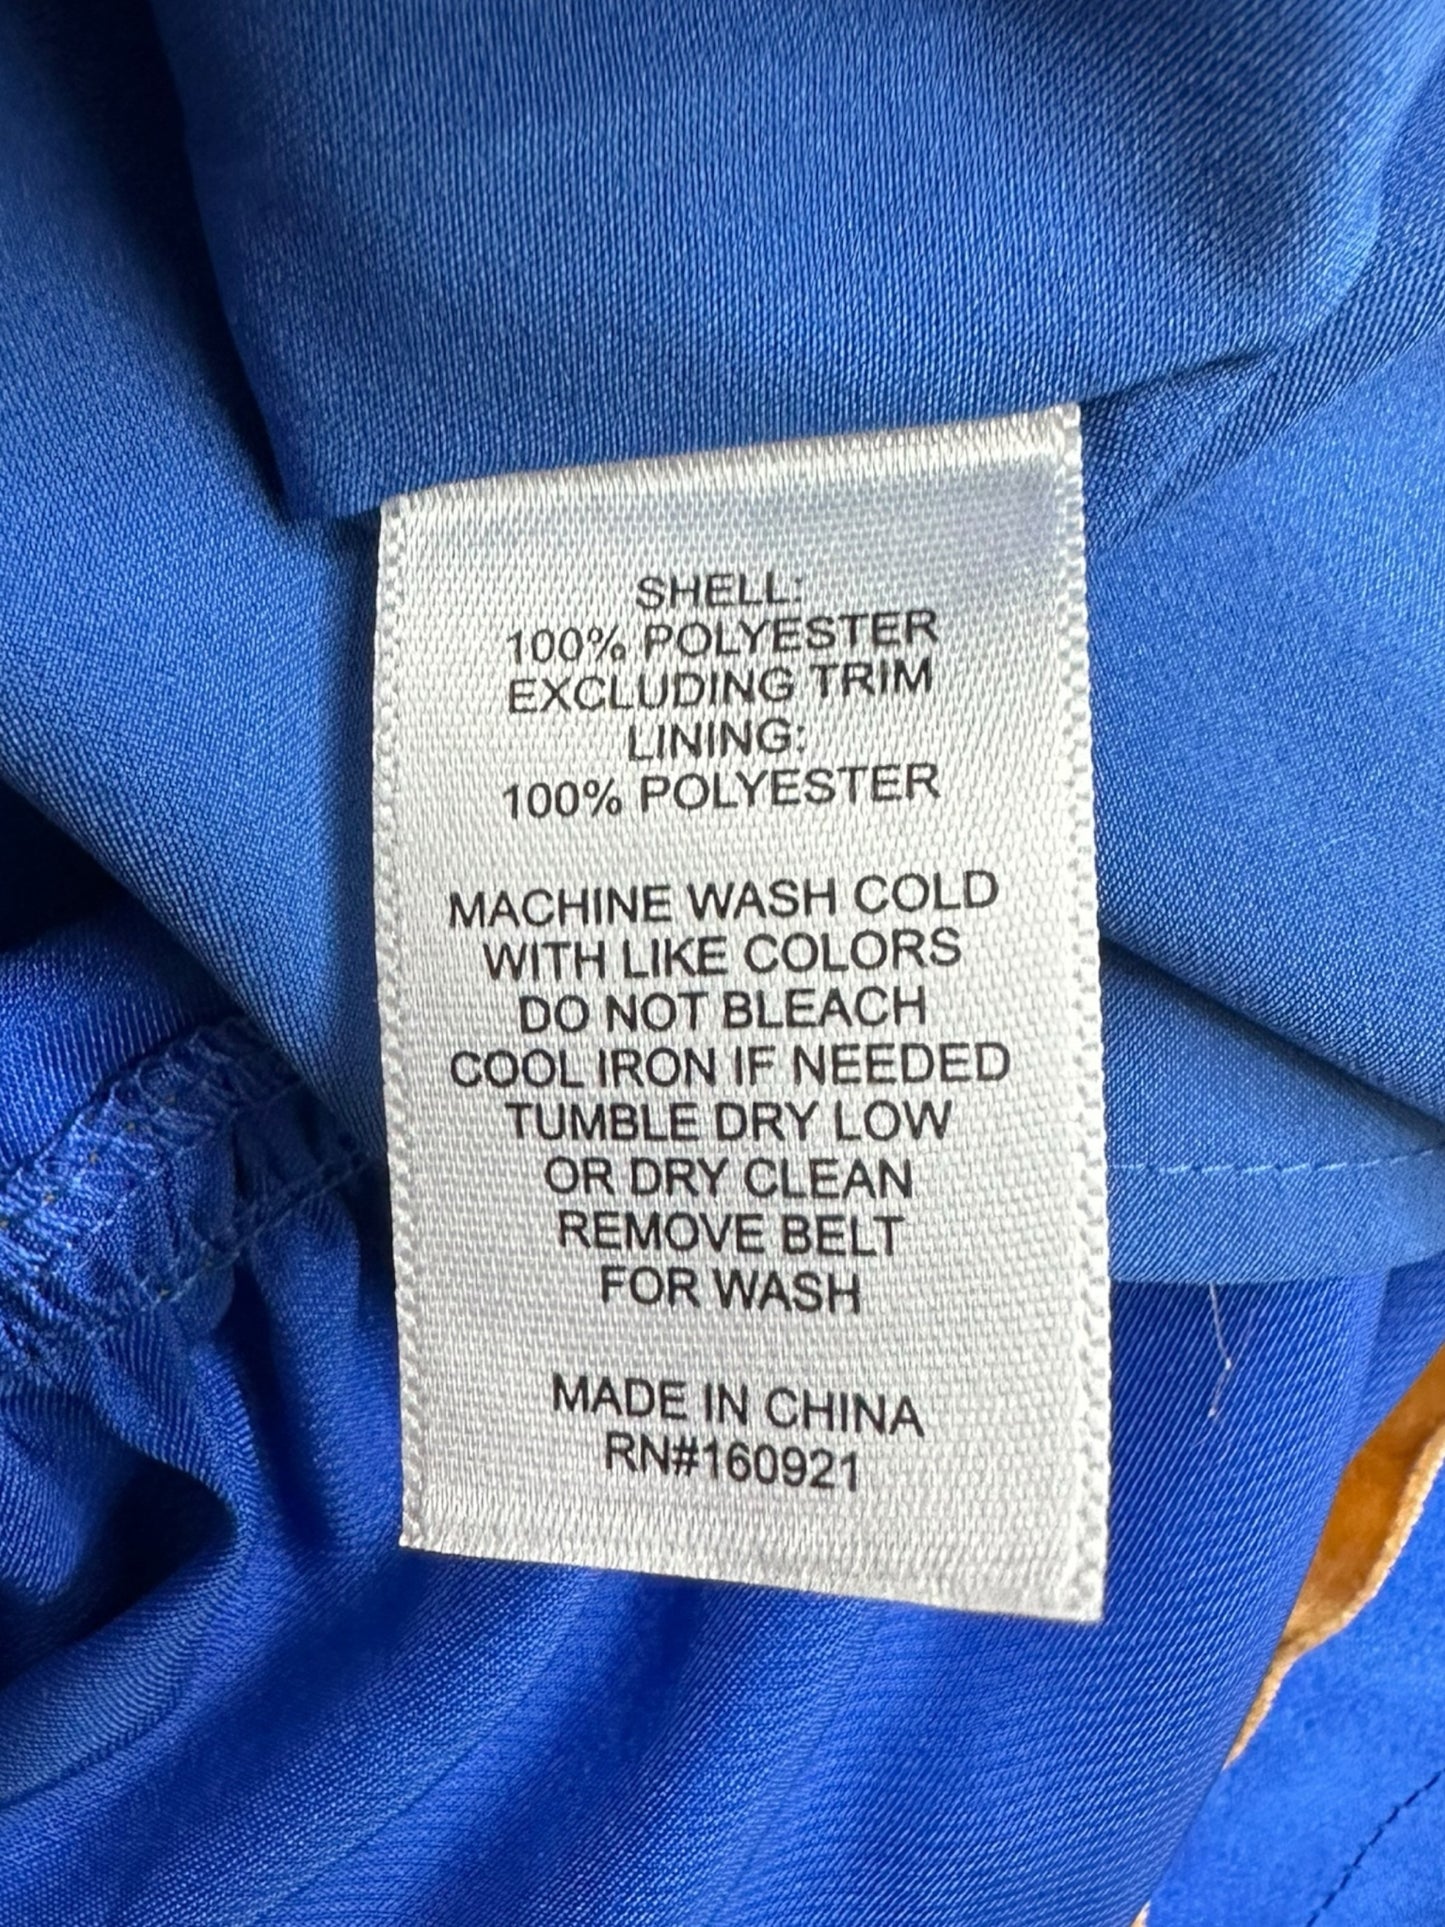 SHELL:
100% POLYESTER
EXCLUDING TRIM
LINING:
100% POLYESTER
MACHINE WASH COLD
WITH LIKE COLORS
DO NOT BLEACH
COOL IRON IF NEEDED
TUMBLE DRY LOW
OR DRY CLEAN
REMOVE BELT
FOR WASH
MADE IN CHINA
RN#160921